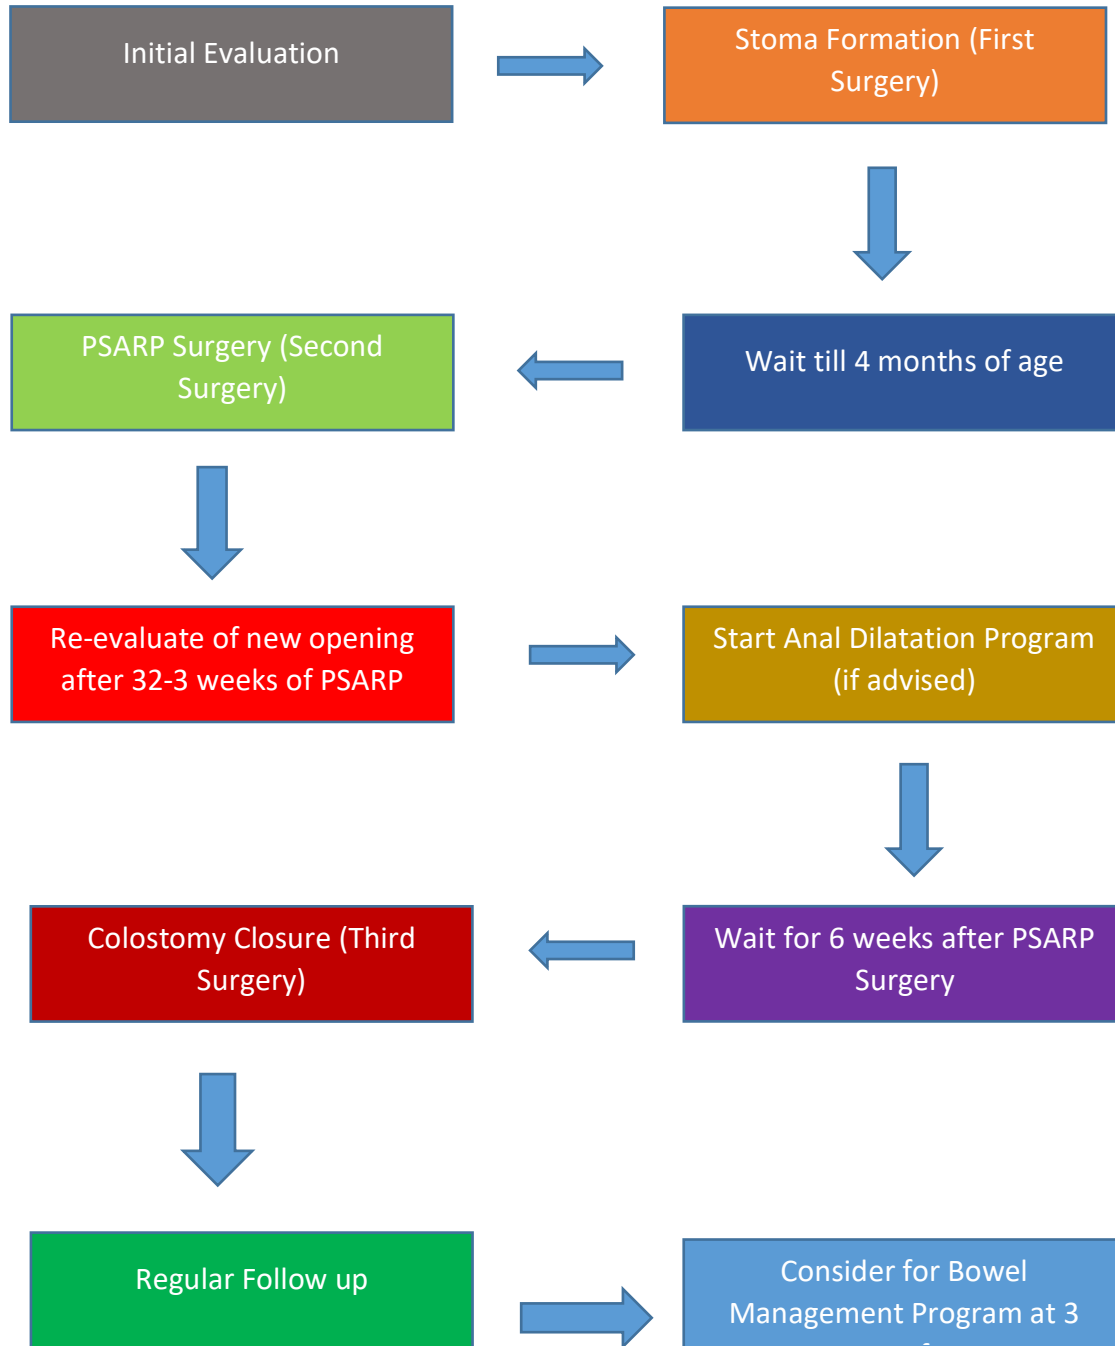 Initial Evaluation
Stoma Formation (First
Surgery)
Wait till 4 months of age
PSARP Surgery (Second
Surgery)
Re-evaluate of new opening
after 32-3 weeks of PSARP
Start Anal Dilatation Program
(if advised)
Wait for 6 weeks after PSARP
Surgery
Colostomy Closure (Third
Surgery)
Regular Follow up
Consider for Bowel
Management Program at 3